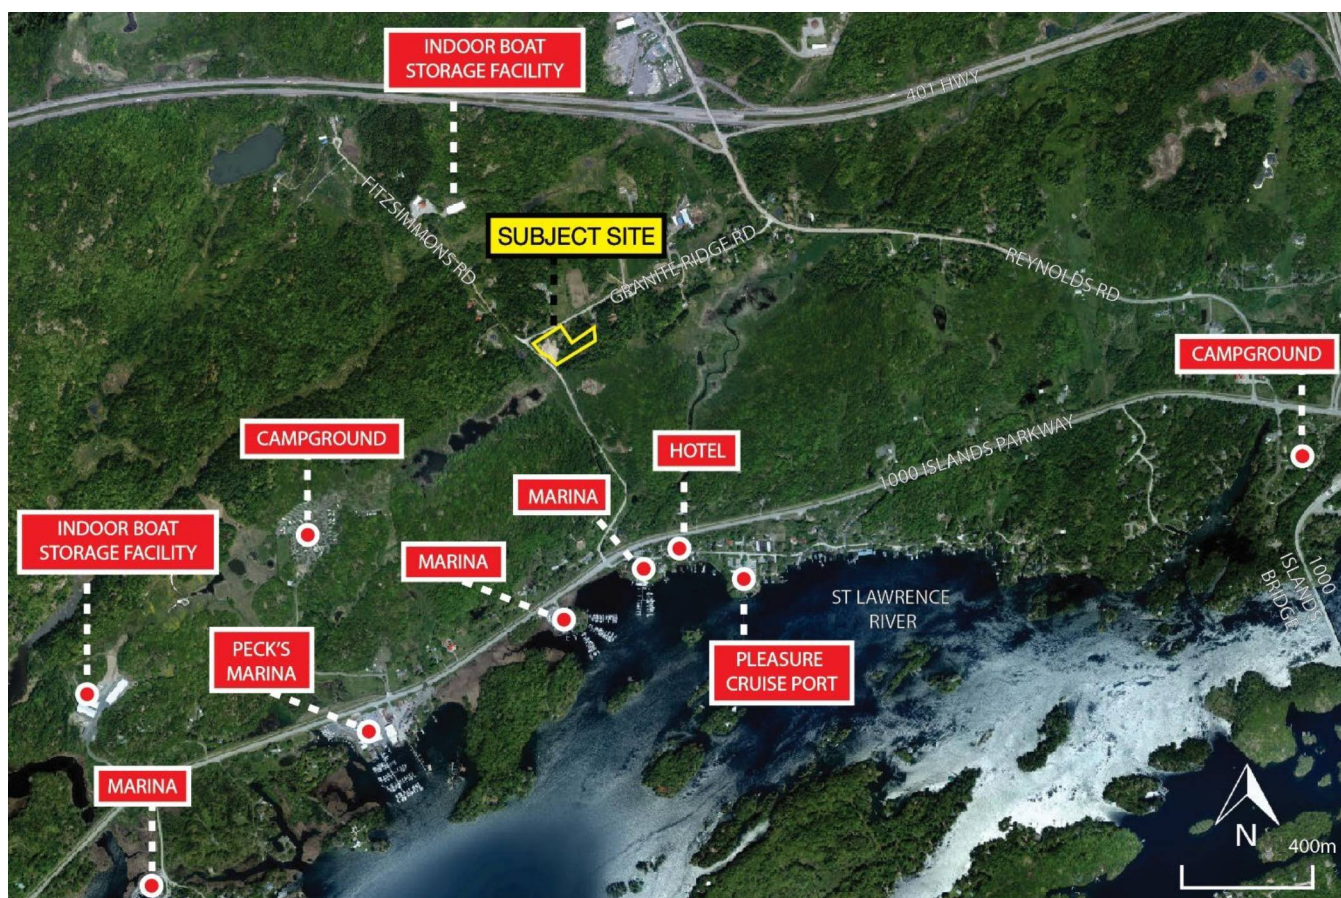 INDOOR BOAT
STORAGE FACILITY
401 HWY
FITZSIMMONS RD
SUBJECT SITE
GRANITE RIDGE RD
REYNOLDS RD
CAMPGROUND
CAMPGROUND
HOTEL
1000 ISLANDS PARKWAY
MARINA
INDOOR BOAT
STORAGE FACILITY
MARINA
ST LAWRENCE
RIVER
1000
ISLANDS
BRIDGE
PECK'S
MARINA
PLEASURE
CRUISE PORT
MARINA
N
400m